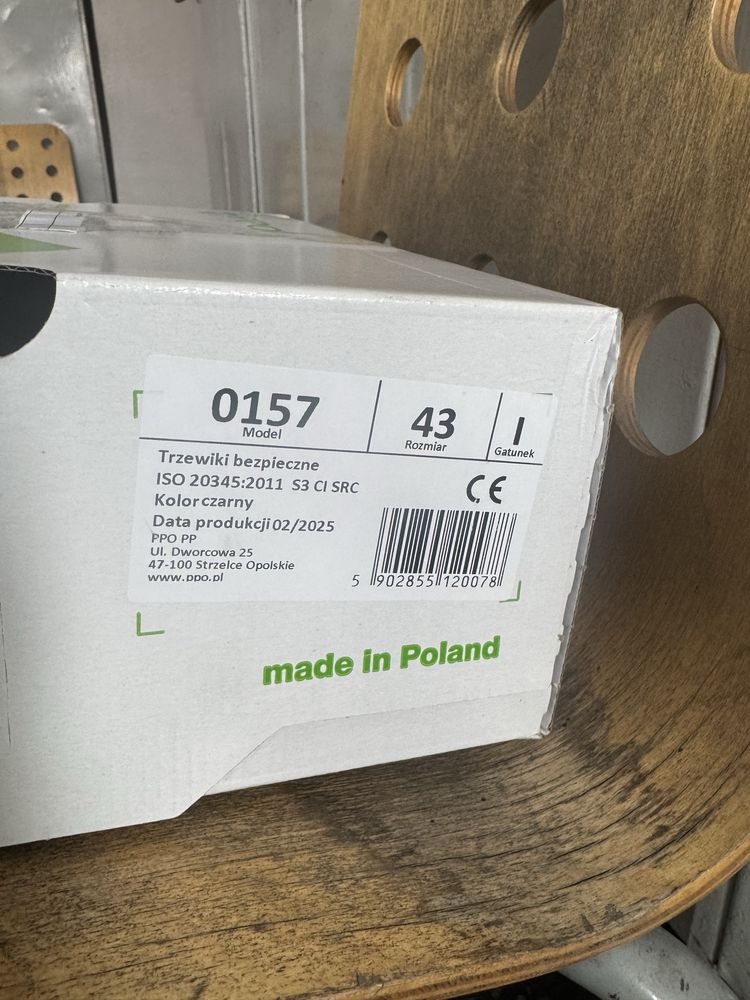 0157
Model
43
Rozmiar
I
Gatunek
Trzewiki bezpieczne
ISO 20345:2011 S3 CI SRC
Kolor czarny
Data produkcji 02/2025
PPO PP
Ul. Dworcowa 25
47-100 Strzelce Opolskie
www.ppo.pl
CE
5 902855 120078
made in Poland